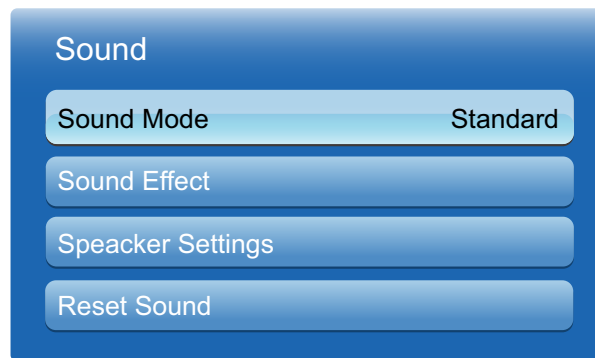 Sound
Sound Mode Standard
Sound Effect
Speacker Settings
Reset Sound